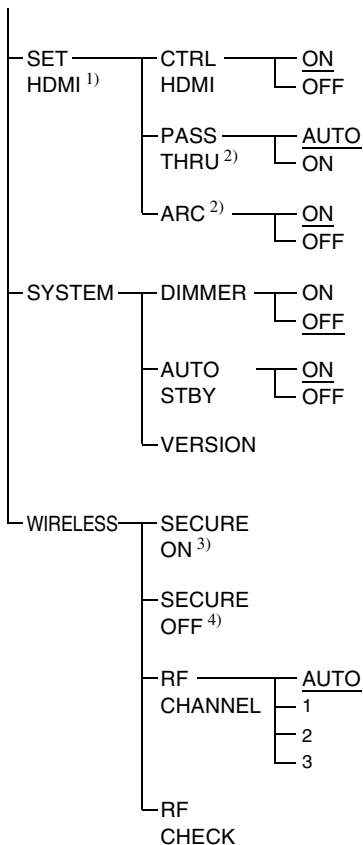 SET HDMI 1)
CTRL HDMI
ON
OFF
PASS THRU 2)
AUTO
ON
ARC 2)
ON
OFF
SYSTEM
DIMMER
ON
OFF
AUTO STBY
ON
OFF
VERSION
WIRELESS
SECURE ON 3)
SECURE OFF 4)
RF CHANNEL
AUTO
1
2
3
RF CHECK